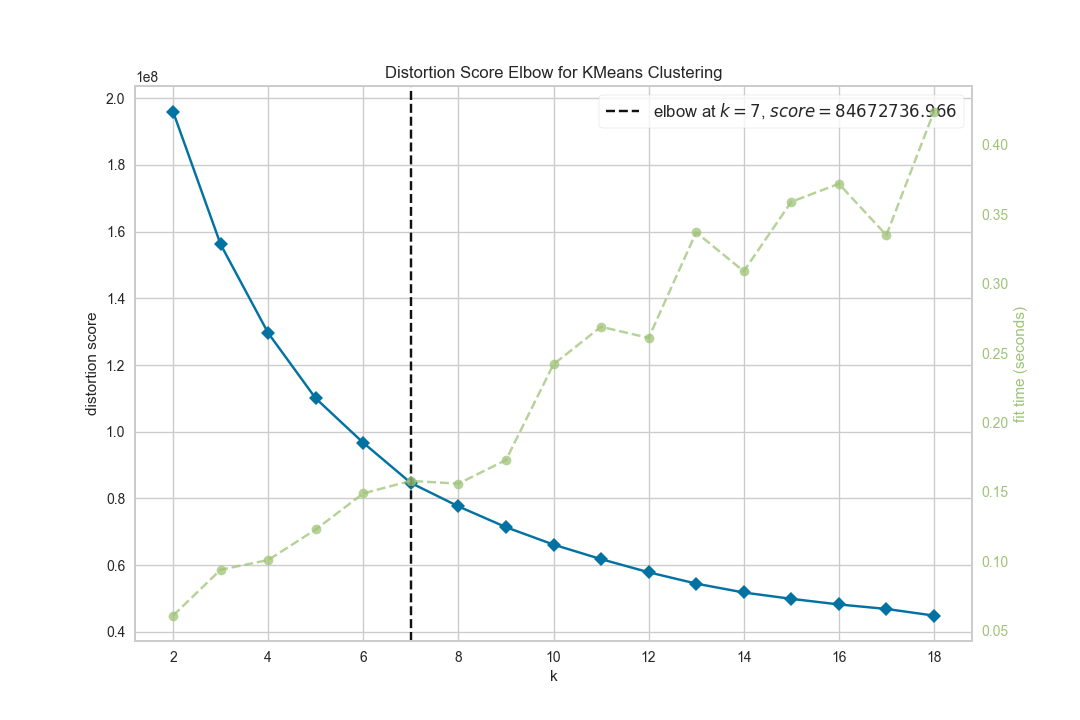 Distortion Score Elbow for KMeans Clustering
1e8
elbow at k = 7, score = 84672736.966
2.0
1.8
1.6
1.4
1.2
1.0
0.8
0.6
0.4
distortion score
0.40
0.35
0.30
0.25
0.20
0.15
0.10
0.05
fit time (seconds)
2 4 6 8 10 12 14 16 18
k